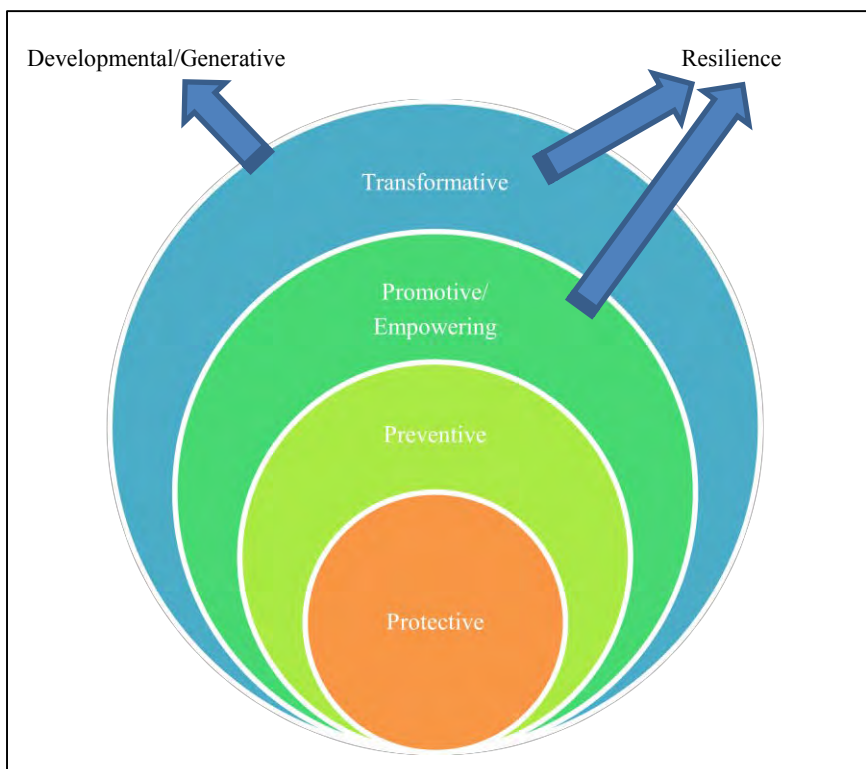 Developmental/Generative
Resilience
Transformative
Promotive/
Empowering
Preventive
Protective